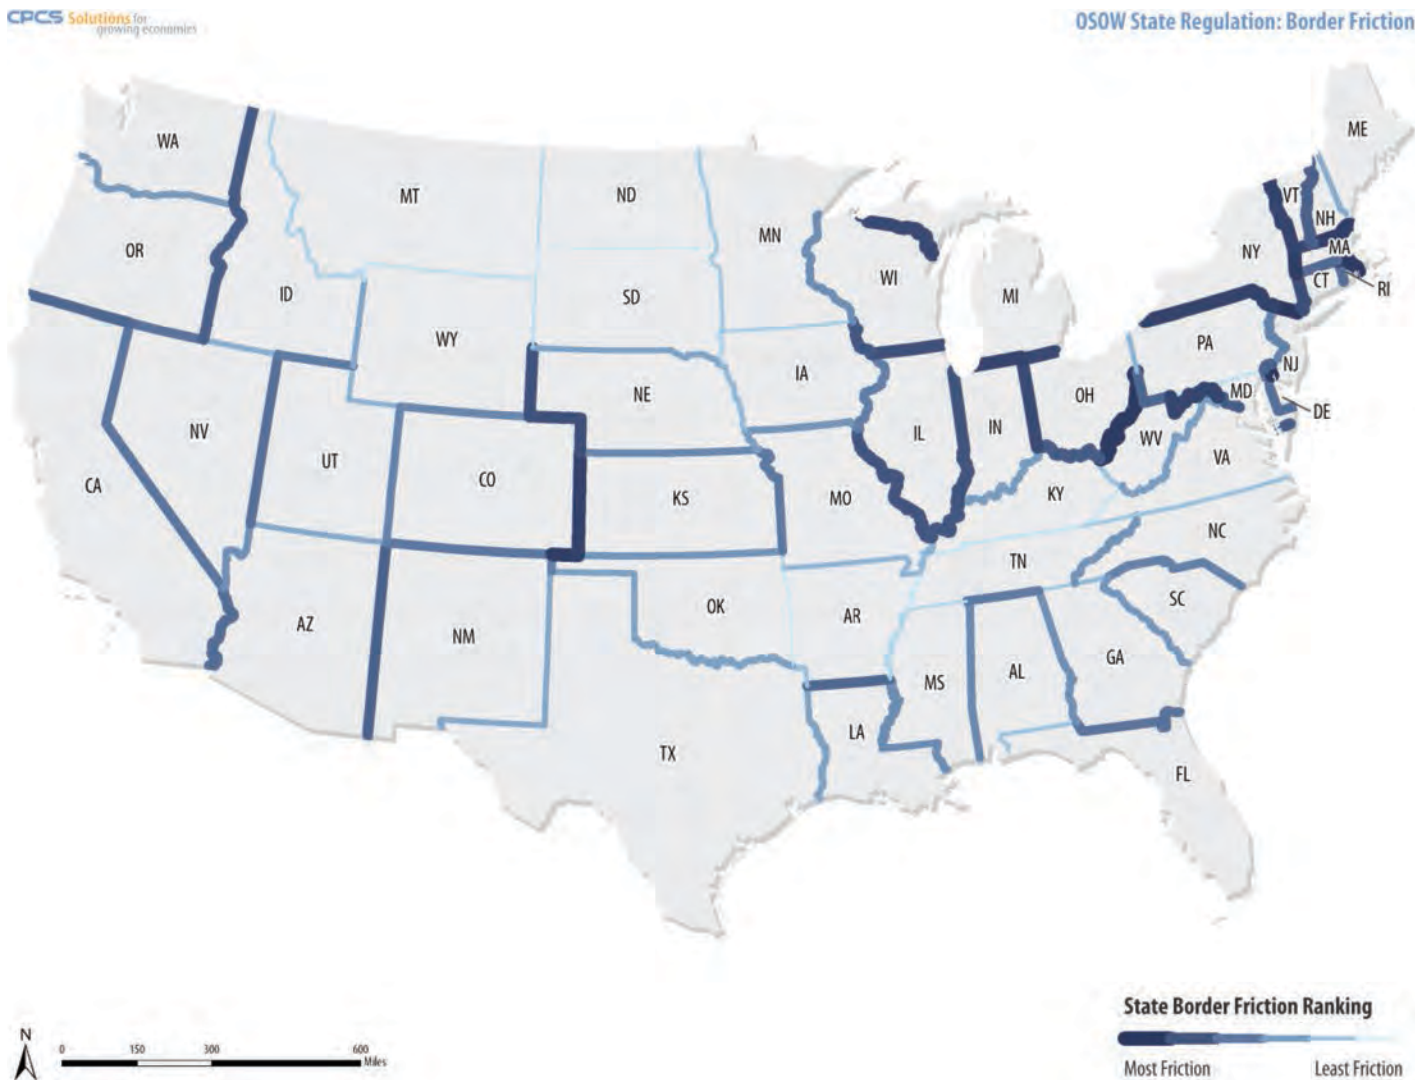 CPCS Solutions for
growing economies
OSOW State Regulation: Border Friction
WA
MT
ND
MN
ME
VT
NH
OR
ID
SD
WI
MI
NY
MA
CT
RI
WY
NE
IA
PA
NJ
OH
MD
DE
NV
UT
CO
KS
MO
IL
IN
WV
VA
KY
CA
AZ
NM
OK
AR
TN
NC
SC
TX
LA
MS
AL
GA
FL
State Border Friction Ranking
Most Friction
Least Friction
N
0 150 300 600
Miles